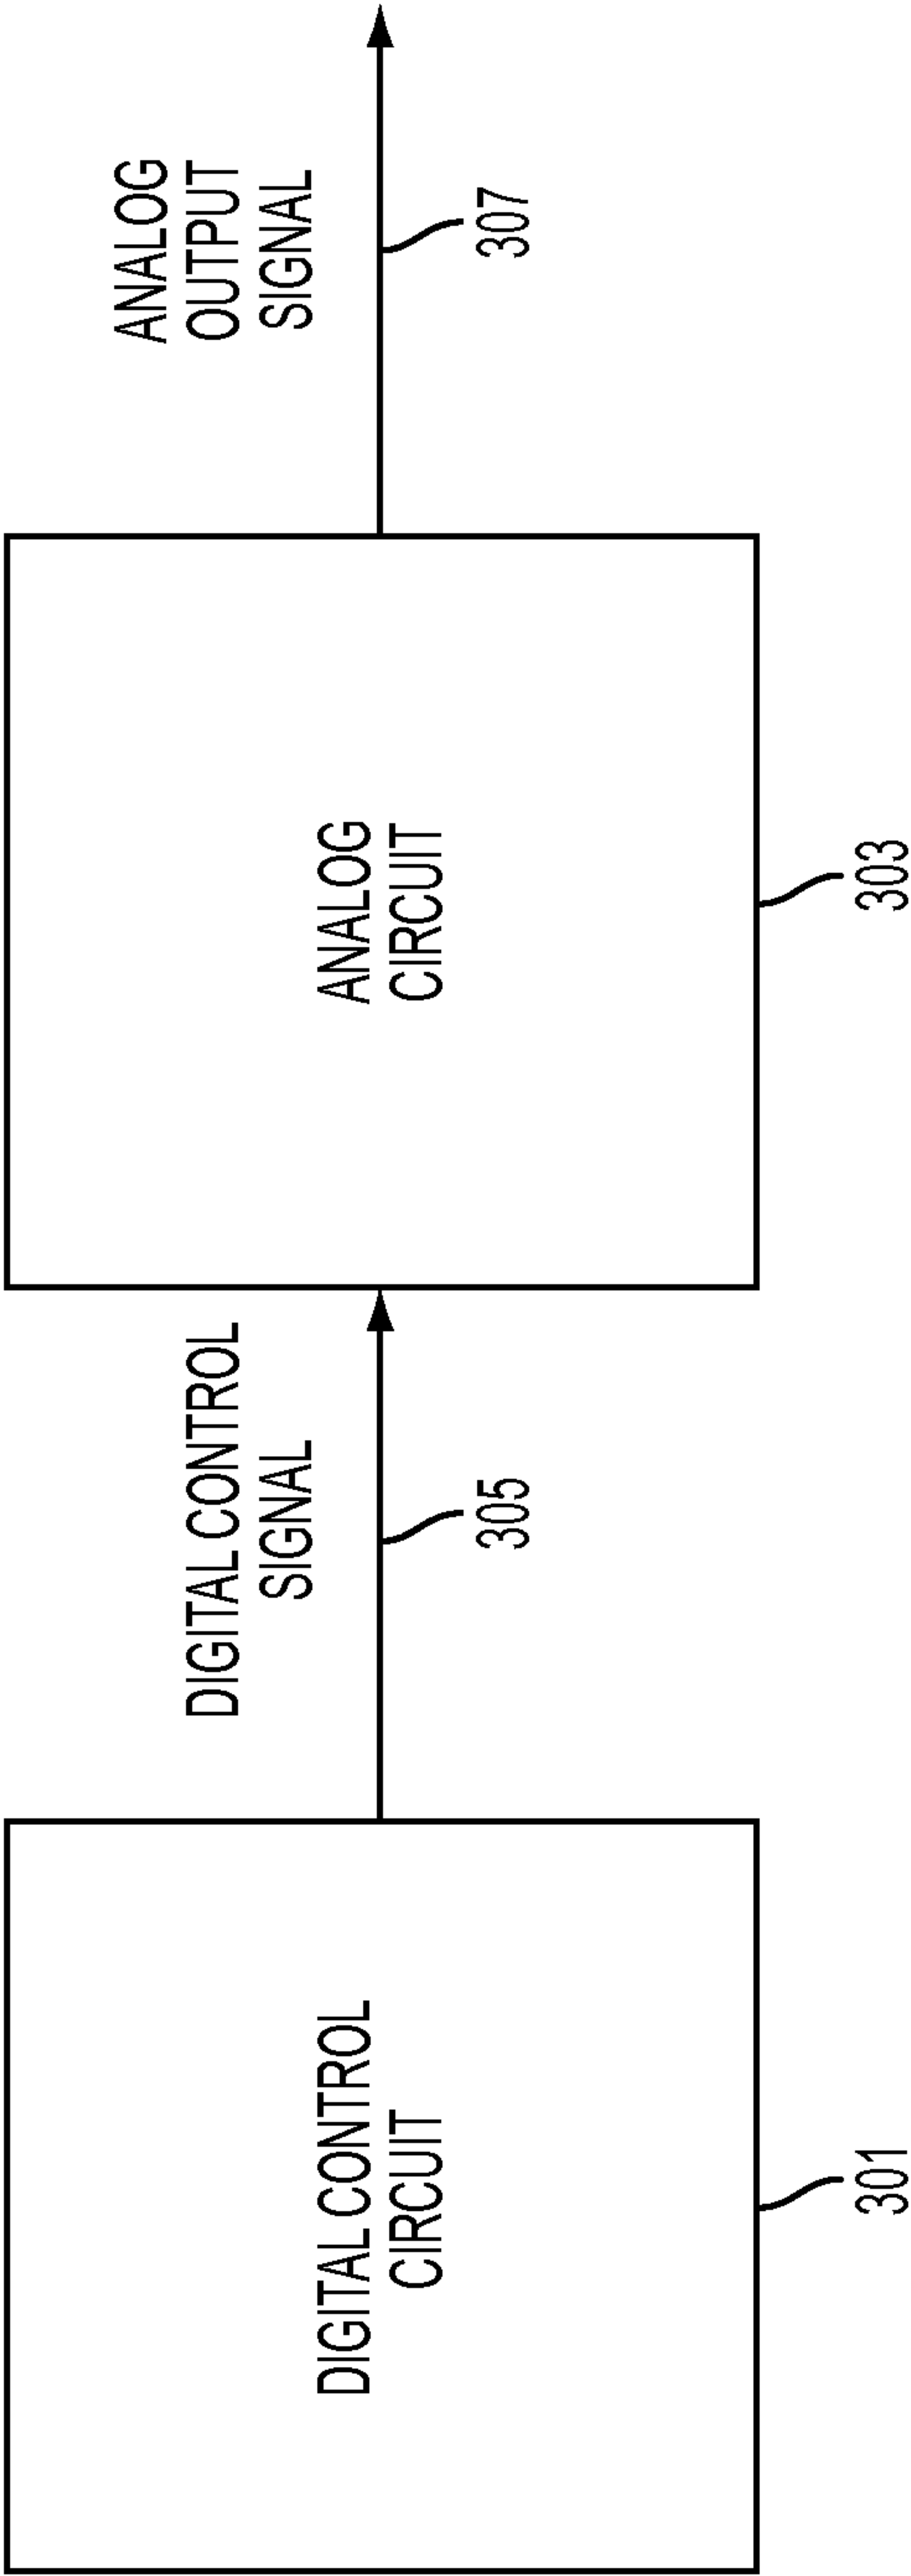 DIGITAL CONTROL
CIRCUIT
301
DIGITAL CONTROL
SIGNAL
305
ANALOG
CIRCUIT
303
ANALOG
OUTPUT
SIGNAL
307